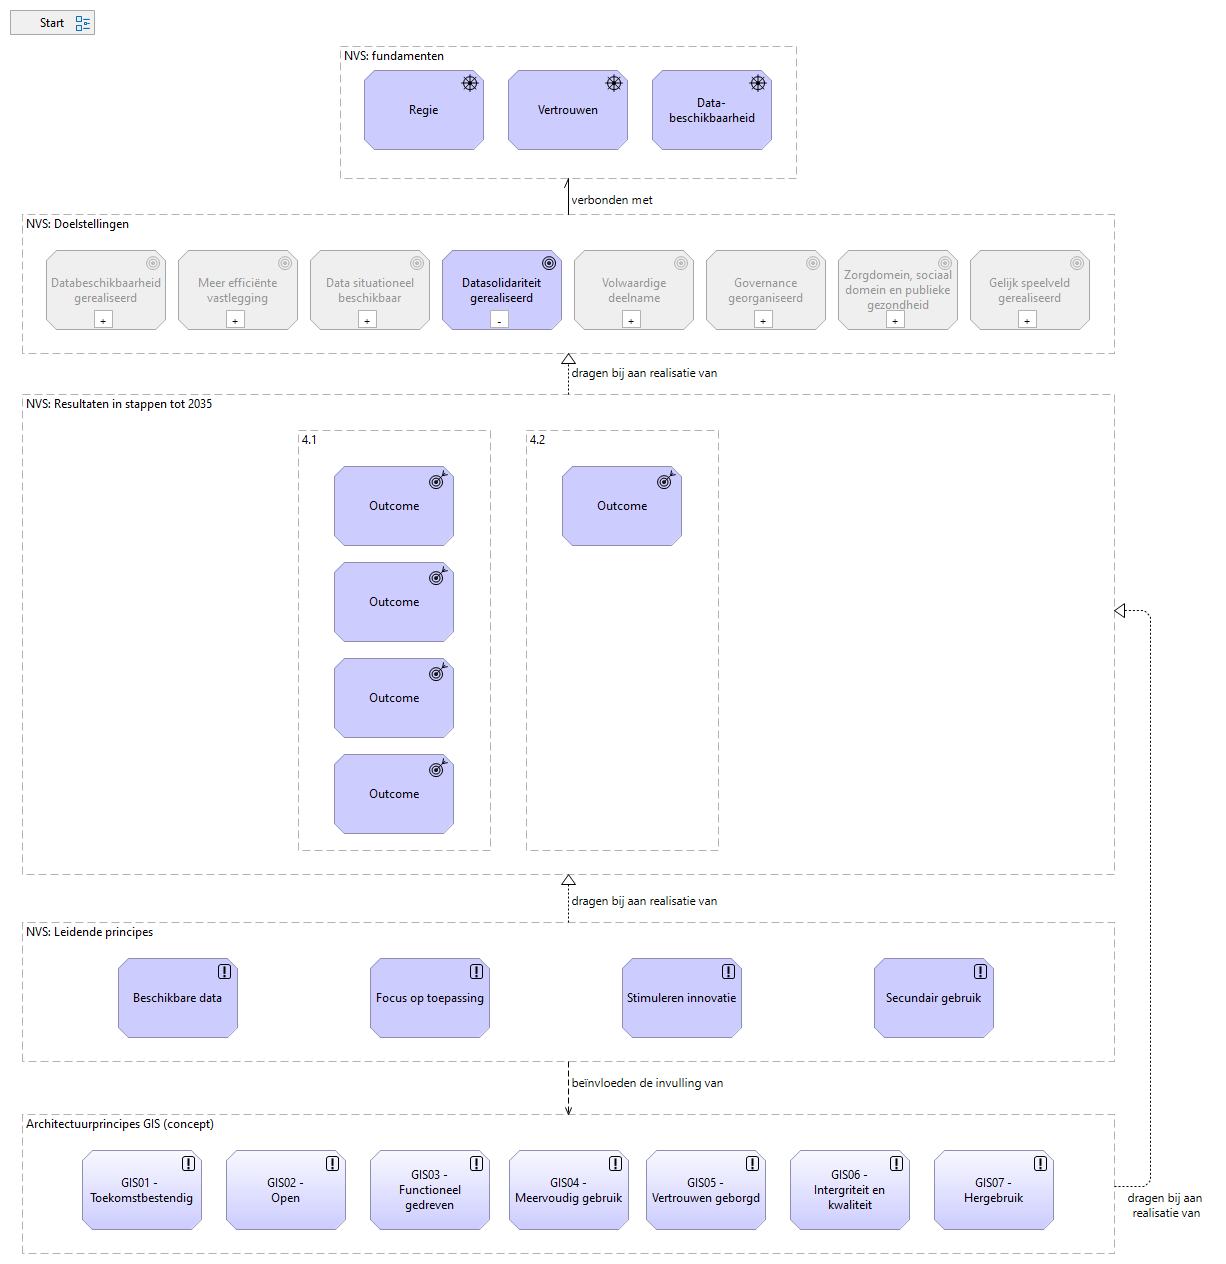 Start
NVS: fundamenten
Regie
Vertrouwen
Data-
beschikbaarheid
verbonden met
NVS: Doelstellingen
Databeschikbaarheid
gerealiseerd
+
Meer efficiënte
vastlegging
+
Data situationeel
beschikbaar
+
Datasolidariteit
gerealiseerd
-
Volwaardige
deelname
+
Governance
georganiseerd
+
Zorgdomein, sociaal
domein en publieke
gezondheid
+
Gelijk speelveld
gerealiseerd
+
dragen bij aan realisatie van
NVS: Resultaten in stappen tot 2035
4.1
Outcome
Outcome
Outcome
Outcome
4.2
Outcome
dragen bij aan realisatie van
NVS: Leidende principes
Beschikbare data
Focus op toepassing
Stimuleren innovatie
Secundair gebruik
beïnvloeden de invulling van
Architectuurprincipes GIS (concept)
GIS01 -
Toekomstbestendig
GIS02 -
Open
GIS03 -
Functioneel
gedreven
GIS04 -
Meervoudig gebruik
GIS05 -
Vertrouwen geborgd
GIS06 -
Intergriteit en
kwaliteit
GIS07 -
Hergebruik
dragen bij aan
realisatie van